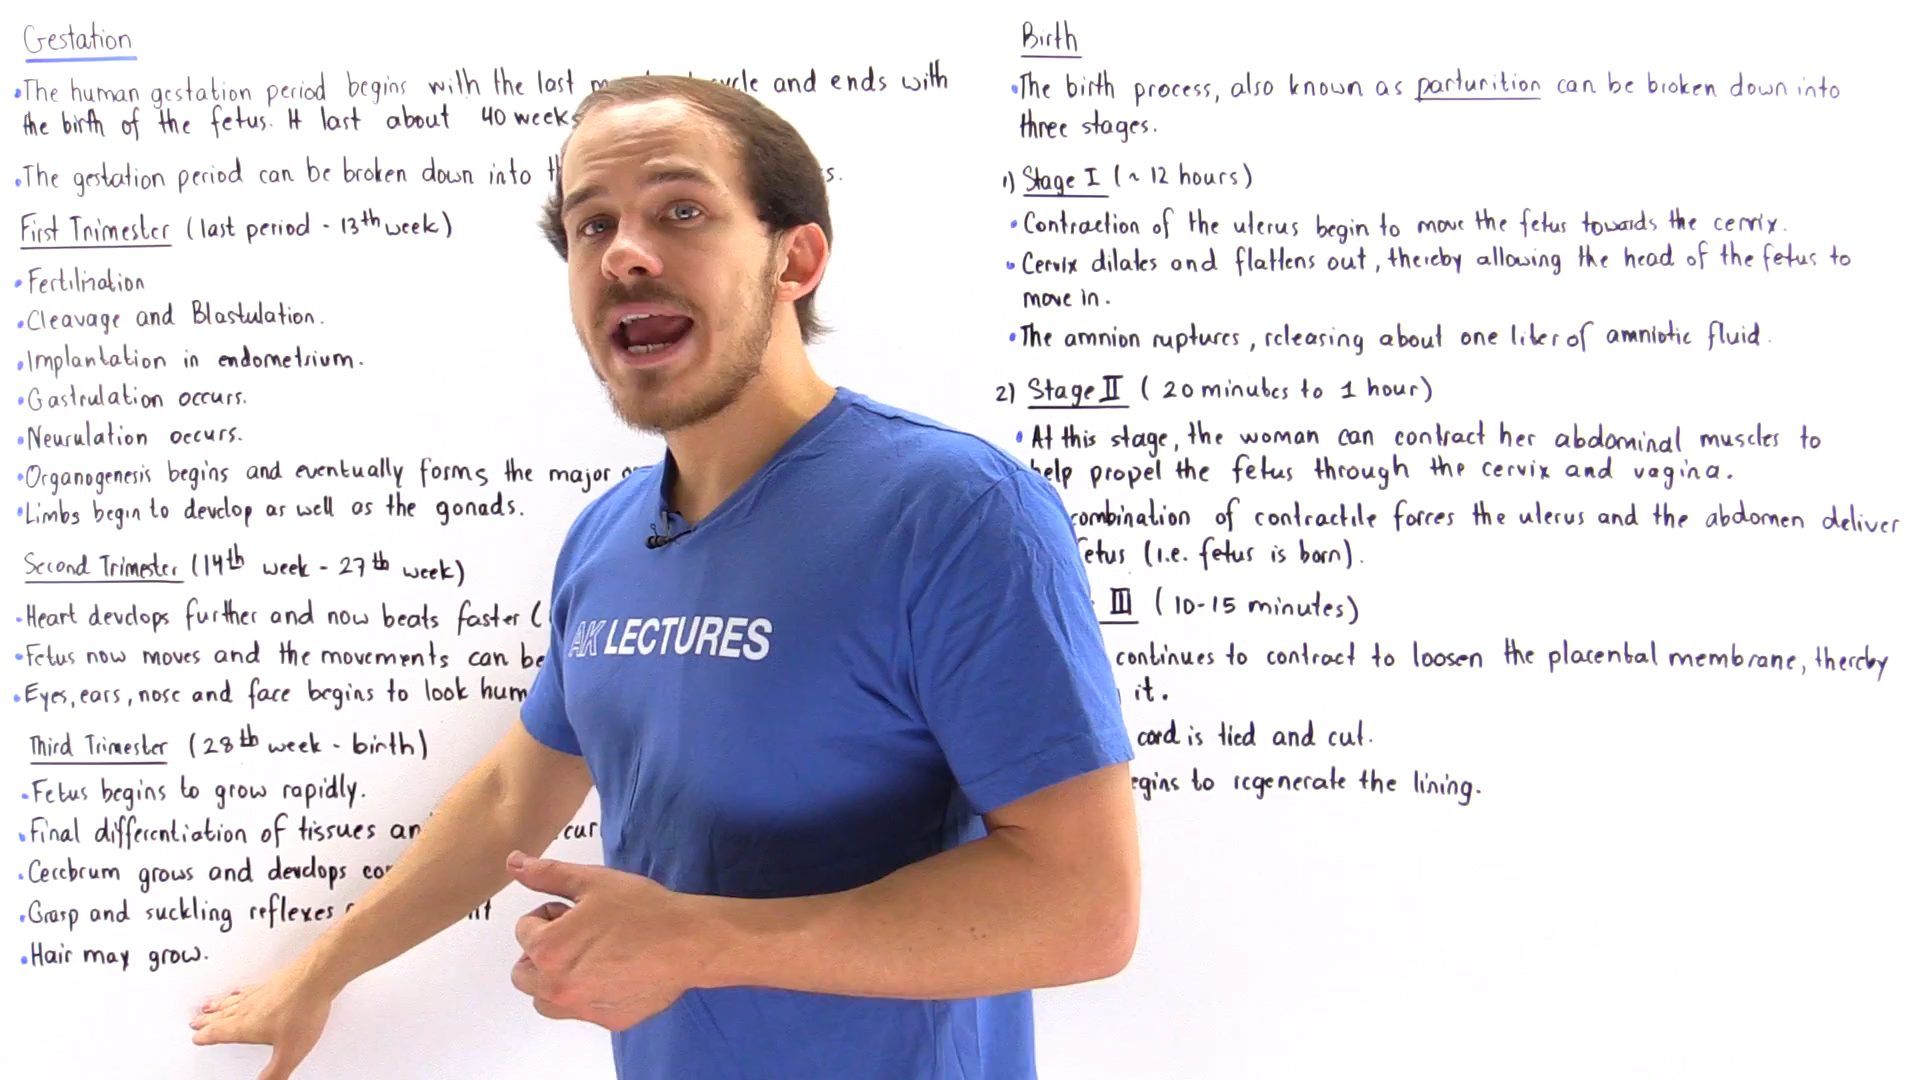 Gestation
•The human gestation period begins with the last cycle and ends with
the birth of the fetus. It last about 40 weeks
•The gestation period can be broken down into
First Trimester (last period - 13th week)
•Fertilization
•Cleavage and Blastulation.
•Implantation in endometrium.
•Gastrulation occurs.
•Neurulation occurs.
•Organogenesis begins and eventually forms the major
•Limbs begin to develop as well as the gonads.
Second Trimester (14th week - 27th week)
•Heart develops further and now beats faster (
•Fetus now moves and the movements can be
•Eyes, ears, nose and face begins to look hum
Third Trimester (28th week - birth)
•Fetus begins to grow rapidly.
•Final differentiation of tissues an cur
•Cerebrum grows and develops
•Grasp and suckling reflexes
•Hair may grow.
AK LECTURES
Birth
•The birth process, also known as parturition can be broken down into
three stages.
1) Stage I (~ 12 hours)
•Contraction of the uterus begin to move the fetus towards the cervix.
•Cervix dilates and flattens out, thereby allowing the head of the fetus to
move in.
•The amnion ruptures, releasing about one liter of amniotic fluid.
2) Stage II (20 minutes to 1 hour)
•At this stage, the woman can contract her abdominal muscles to
help propel the fetus through the cervix and vagina.
combination of contractile forces the uterus and the abdomen deliver
fetus (i.e. fetus is born).
III (10-15 minutes)
continues to contract to loosen the placental membrane, thereby
it.
cord is tied and cut.
egins to regenerate the lining.